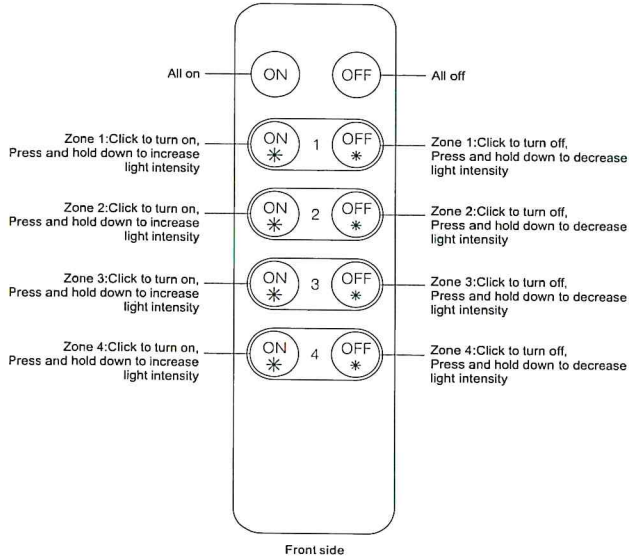 All on
ON
OFF
All off
Zone 1:Click to turn on,
Press and hold down to increase
light intensity
ON
1
OFF
Zone 1:Click to turn off,
Press and hold down to decrease
light intensity
Zone 2:Click to turn on,
Press and hold down to increase
light intensity
ON
2
OFF
Zone 2:Click to turn off,
Press and hold down to decrease
light intensity
Zone 3:Click to turn on,
Press and hold down to increase
light intensity
ON
3
OFF
Zone 3:Click to turn off,
Press and hold down to decrease
light intensity
Zone 4:Click to turn on,
Press and hold down to increase
light intensity
ON
4
OFF
Zone 4:Click to turn off,
Press and hold down to decrease
light intensity
Front side